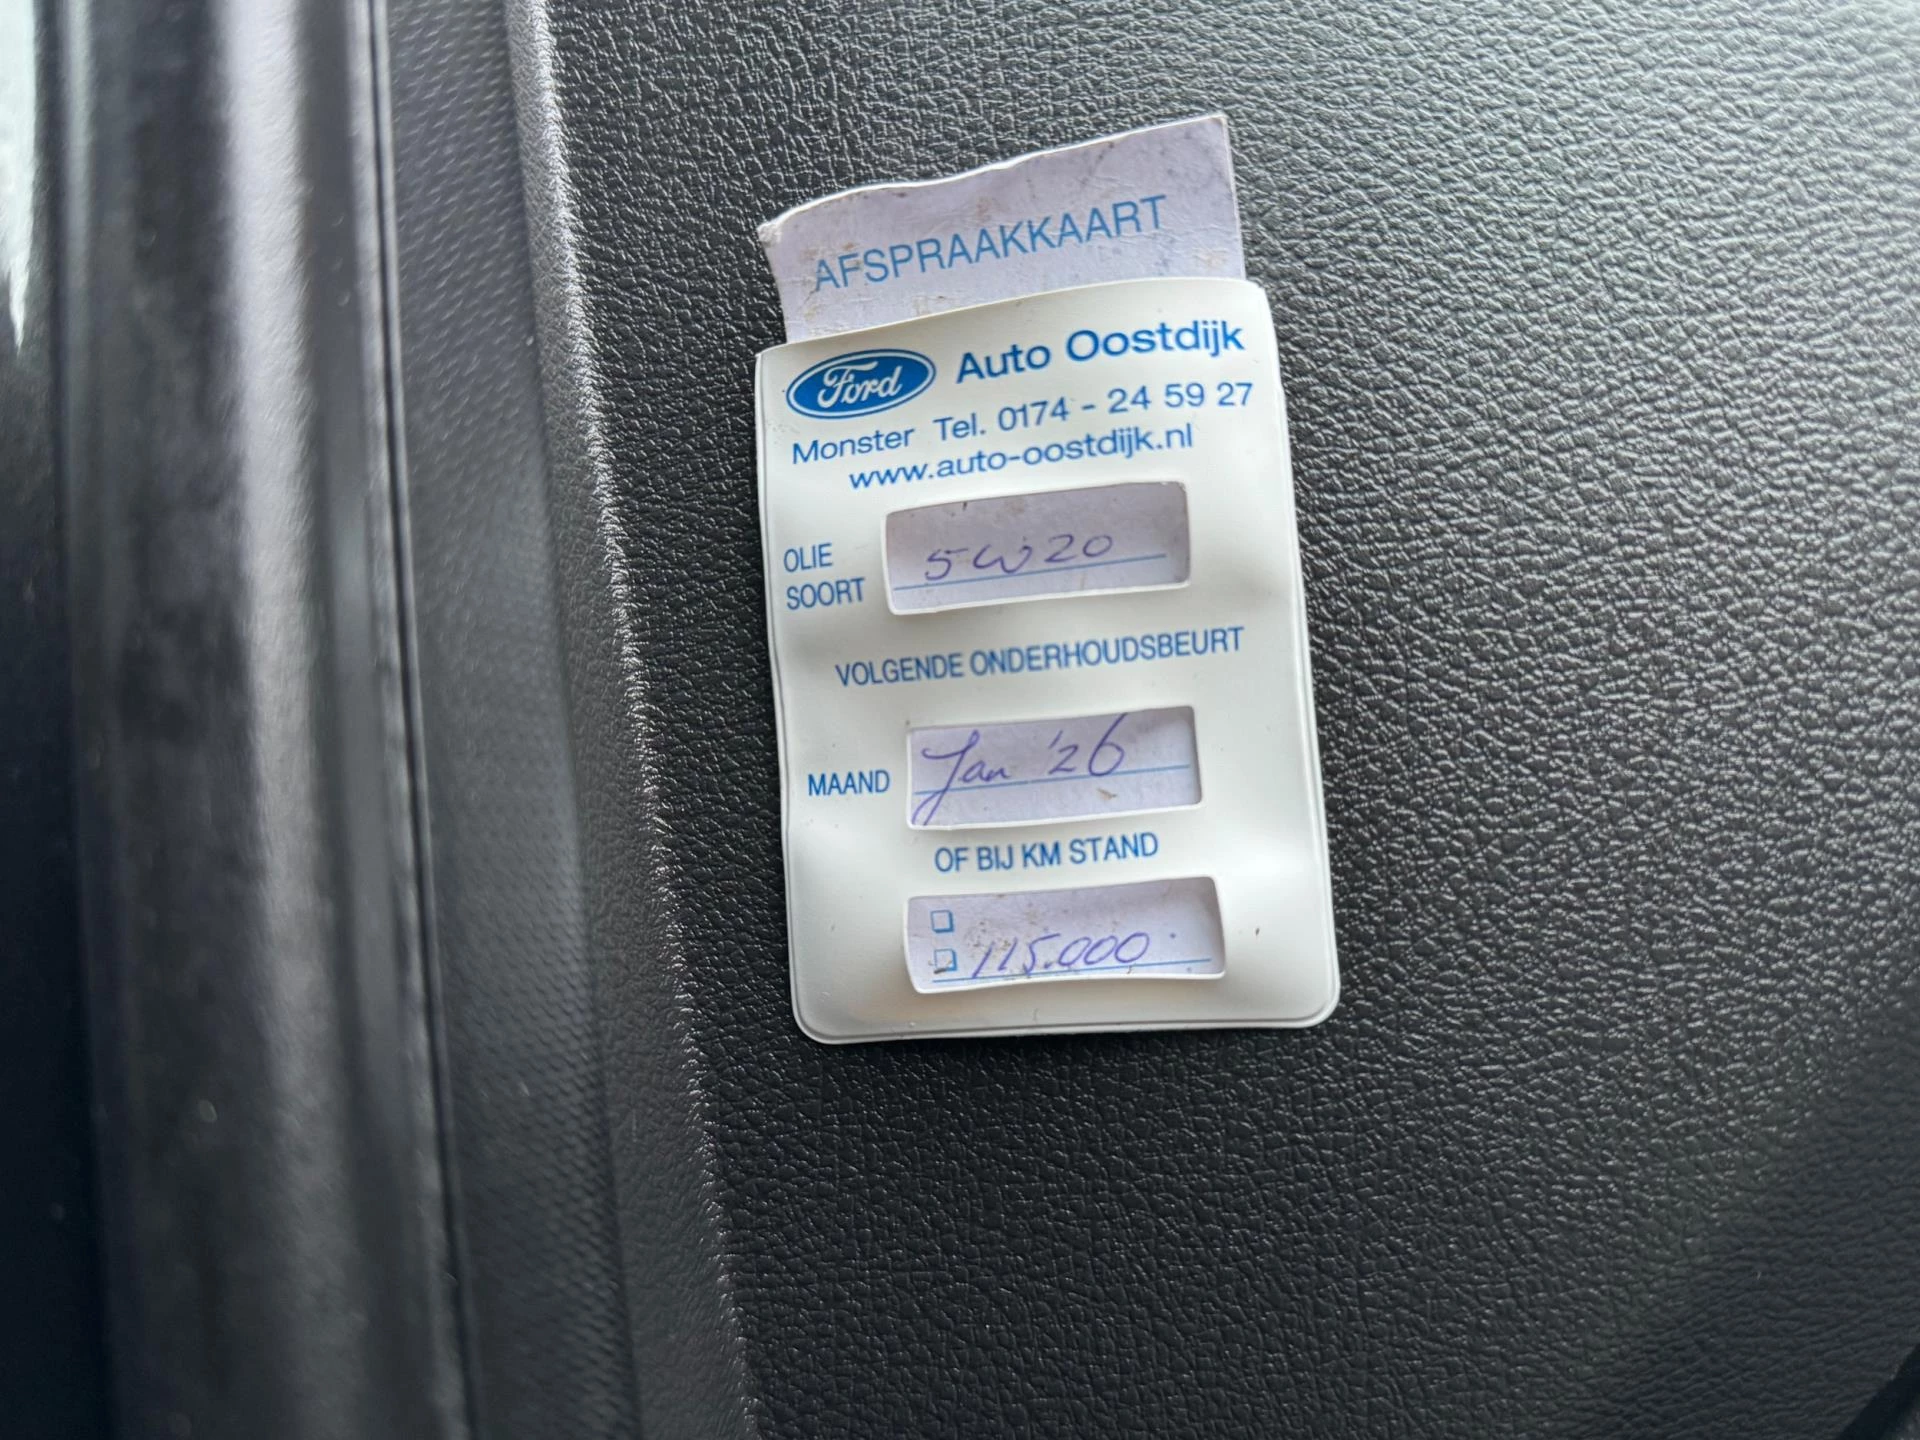 AFSPRAAKKAART
Ford Auto Oostdijk
Monster Tel. 0174 - 24 59 27
www.auto-oostdijk.nl
OLIE
SOORT
5W20
VOLGENDE ONDERHOUDSBEURT
MAAND Jan '26
OF BIJ KM STAND
115.000